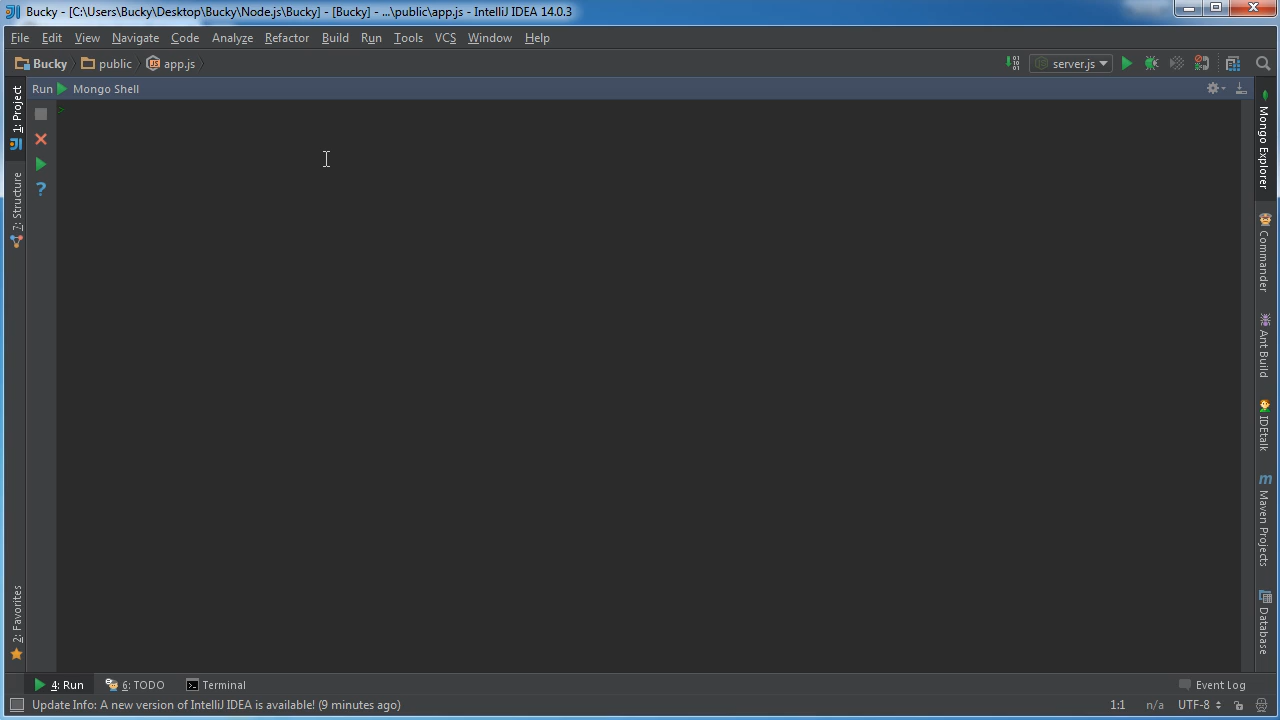 Bucky - [C:\Users\Bucky\Desktop\Bucky\Node.js\Bucky] - [Bucky] - ...\public\app.js - IntelliJ IDEA 14.0.3
File Edit View Navigate Code Analyze Refactor Build Run Tools VCS Window Help
Bucky public app.js server.js
Run Mongo Shell
>
1: Project
7: Structure
2: Favorites
Mongo Explorer
Commander
Ant Build
IDEtalk
Maven Projects
Database
4: Run 6: TODO Terminal Event Log
Update Info: A new version of IntelliJ IDEA is available! (9 minutes ago) 1:1 n/a UTF-8